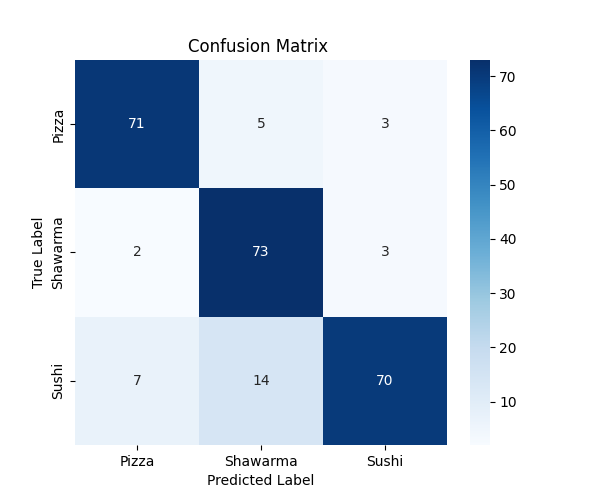 Confusion Matrix
True Label
Pizza
71 5 3
Shawarma
2 73 3
Sushi
7 14 70
Pizza Shawarma Sushi
Predicted Label
70
60
50
40
30
20
10